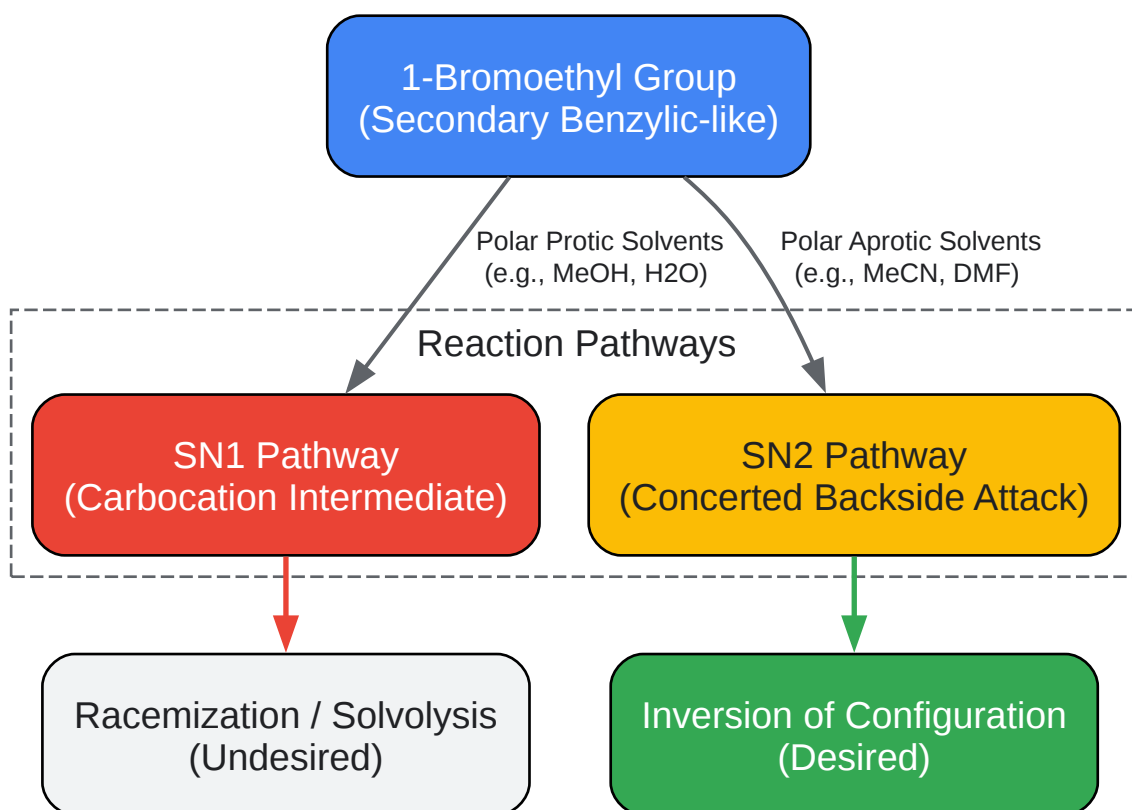 1-Bromoethyl Group
(Secondary Benzylic-like)
Polar Protic Solvents
(e.g., MeOH, H2O)
Polar Aprotic Solvents
(e.g., MeCN, DMF)
Reaction Pathways
SN1 Pathway
(Carbocation Intermediate)
SN2 Pathway
(Concerted Backside Attack)
Racemization / Solvolysis
(Undesired)
Inversion of Configuration
(Desired)